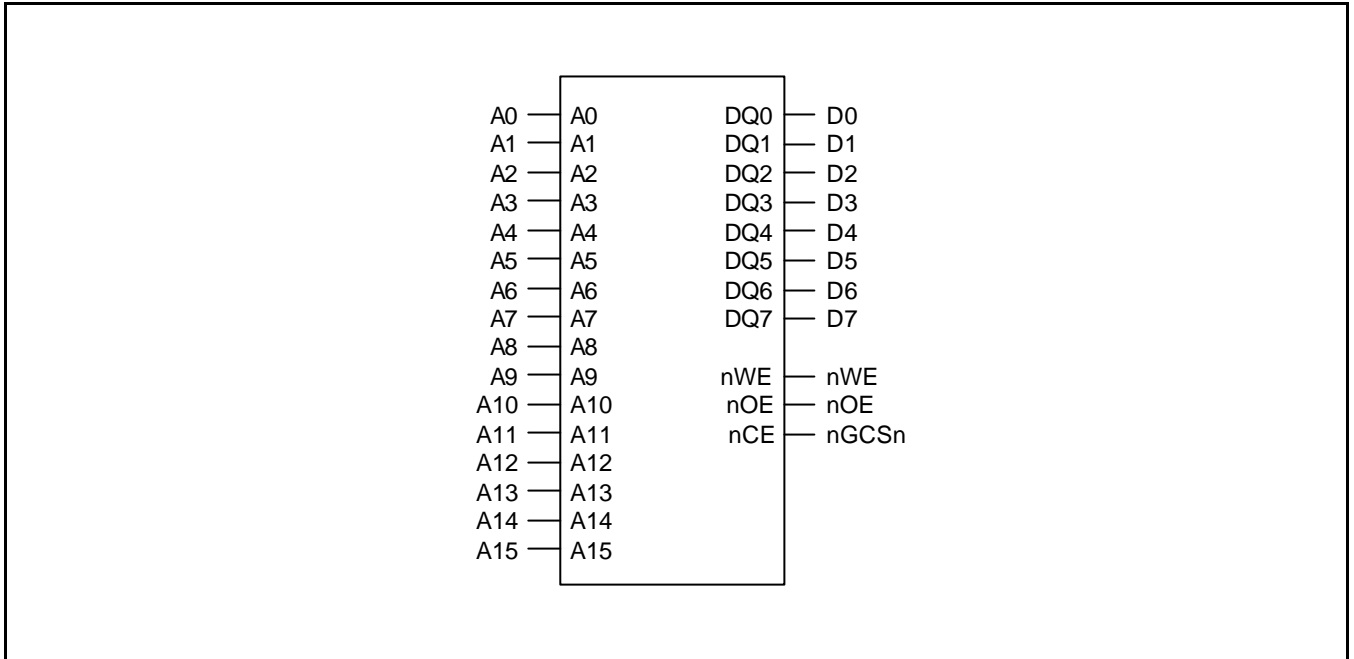 A0 A0 DQ0 D0
A1 A1 DQ1 D1
A2 A2 DQ2 D2
A3 A3 DQ3 D3
A4 A4 DQ4 D4
A5 A5 DQ5 D5
A6 A6 DQ6 D6
A7 A7 DQ7 D7
A8 A8
A9 A9 nWE nWE
A10 A10 nOE nOE
A11 A11 nCE nGCSn
A12 A12
A13 A13
A14 A14
A15 A15